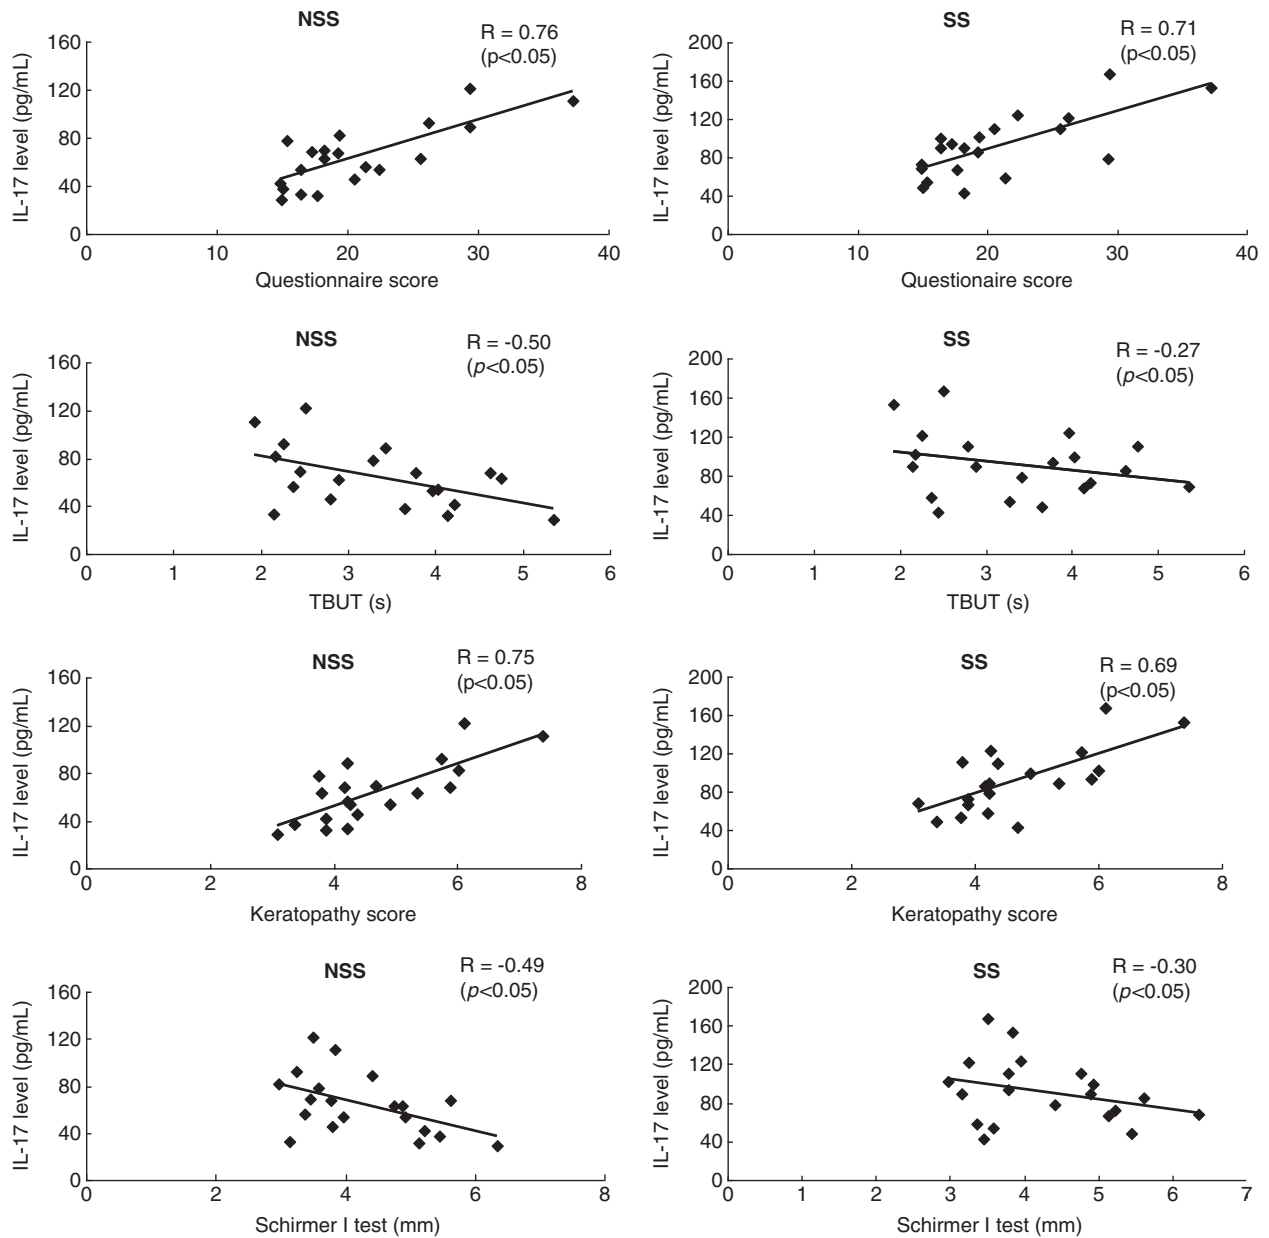 NSS
R = 0.76
(p<0.05)
160
120
80
40
0
IL-17 level (pg/mL)
0 10 20 30 40
Questionnaire score
SS
R = 0.71
(p<0.05)
200
160
120
80
40
0
IL-17 level (pg/mL)
0 10 20 30 40
Questionnaire score
NSS
R = -0.50
(p<0.05)
160
120
80
40
0
IL-17 level (pg/mL)
0 1 2 3 4 5 6
TBUT (s)
SS
R = -0.27
(p<0.05)
200
160
120
80
40
0
IL-17 level (pg/mL)
0 1 2 3 4 5 6
TBUT (s)
NSS
R = 0.75
(p<0.05)
160
120
80
40
0
IL-17 level (pg/mL)
0 2 4 6 8
Keratopathy score
SS
R = 0.69
(p<0.05)
200
160
120
80
40
0
IL-17 level (pg/mL)
0 2 4 6 8
Keratopathy score
NSS
R = -0.49
(p<0.05)
160
120
80
40
0
IL-17 level (pg/mL)
0 2 4 6 8
Schirmer I test (mm)
SS
R = -0.30
(p<0.05)
200
160
120
80
40
0
IL-17 level (pg/mL)
0 1 2 3 4 5 6 7
Schirmer I test (mm)